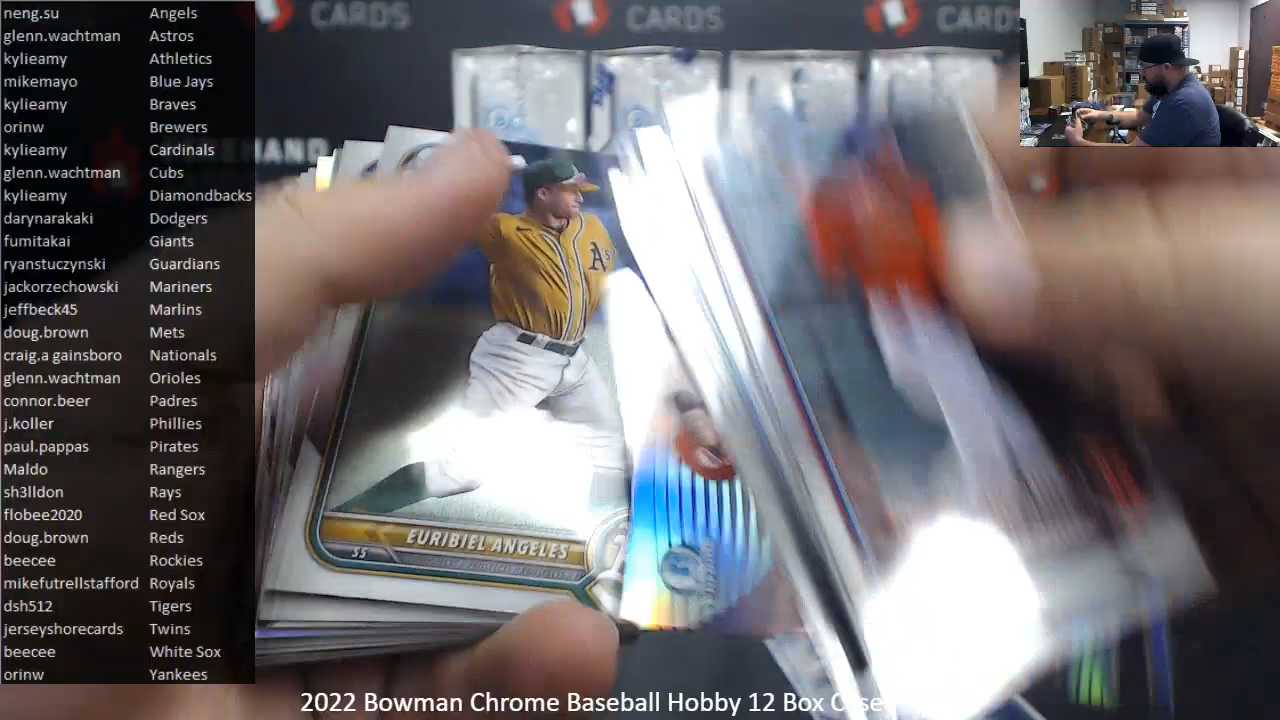 neng.su Angels
glenn.wachtman Astros
kylieamy Athletics
mikemayo Blue Jays
kylieamy Braves
orinw Brewers
kylieamy Cardinals
glenn.wachtman Cubs
kylieamy Diamondbacks
darynarakaki Dodgers
fumitakai Giants
ryanstuczynski Guardians
jackorzechowski Mariners
jeffbeck45 Marlins
doug.brown Mets
craig.a gainsboro Nationals
glenn.wachtman Orioles
connor.beer Padres
j.koller Phillies
paul.pappas Pirates
Maldo Rangers
sh3lldon Rays
flobee2020 Red Sox
doug.brown Reds
beecee Rockies
mikefutrellstafford Royals
dsh512 Tigers
jerseyshorecards Twins
beecee White Sox
orinw Yankees
CARDS CARDS CARD
A's
EURIBIEL ANGELES
SS
2022 Bowman Chrome Baseball Hobby 12 Box Case